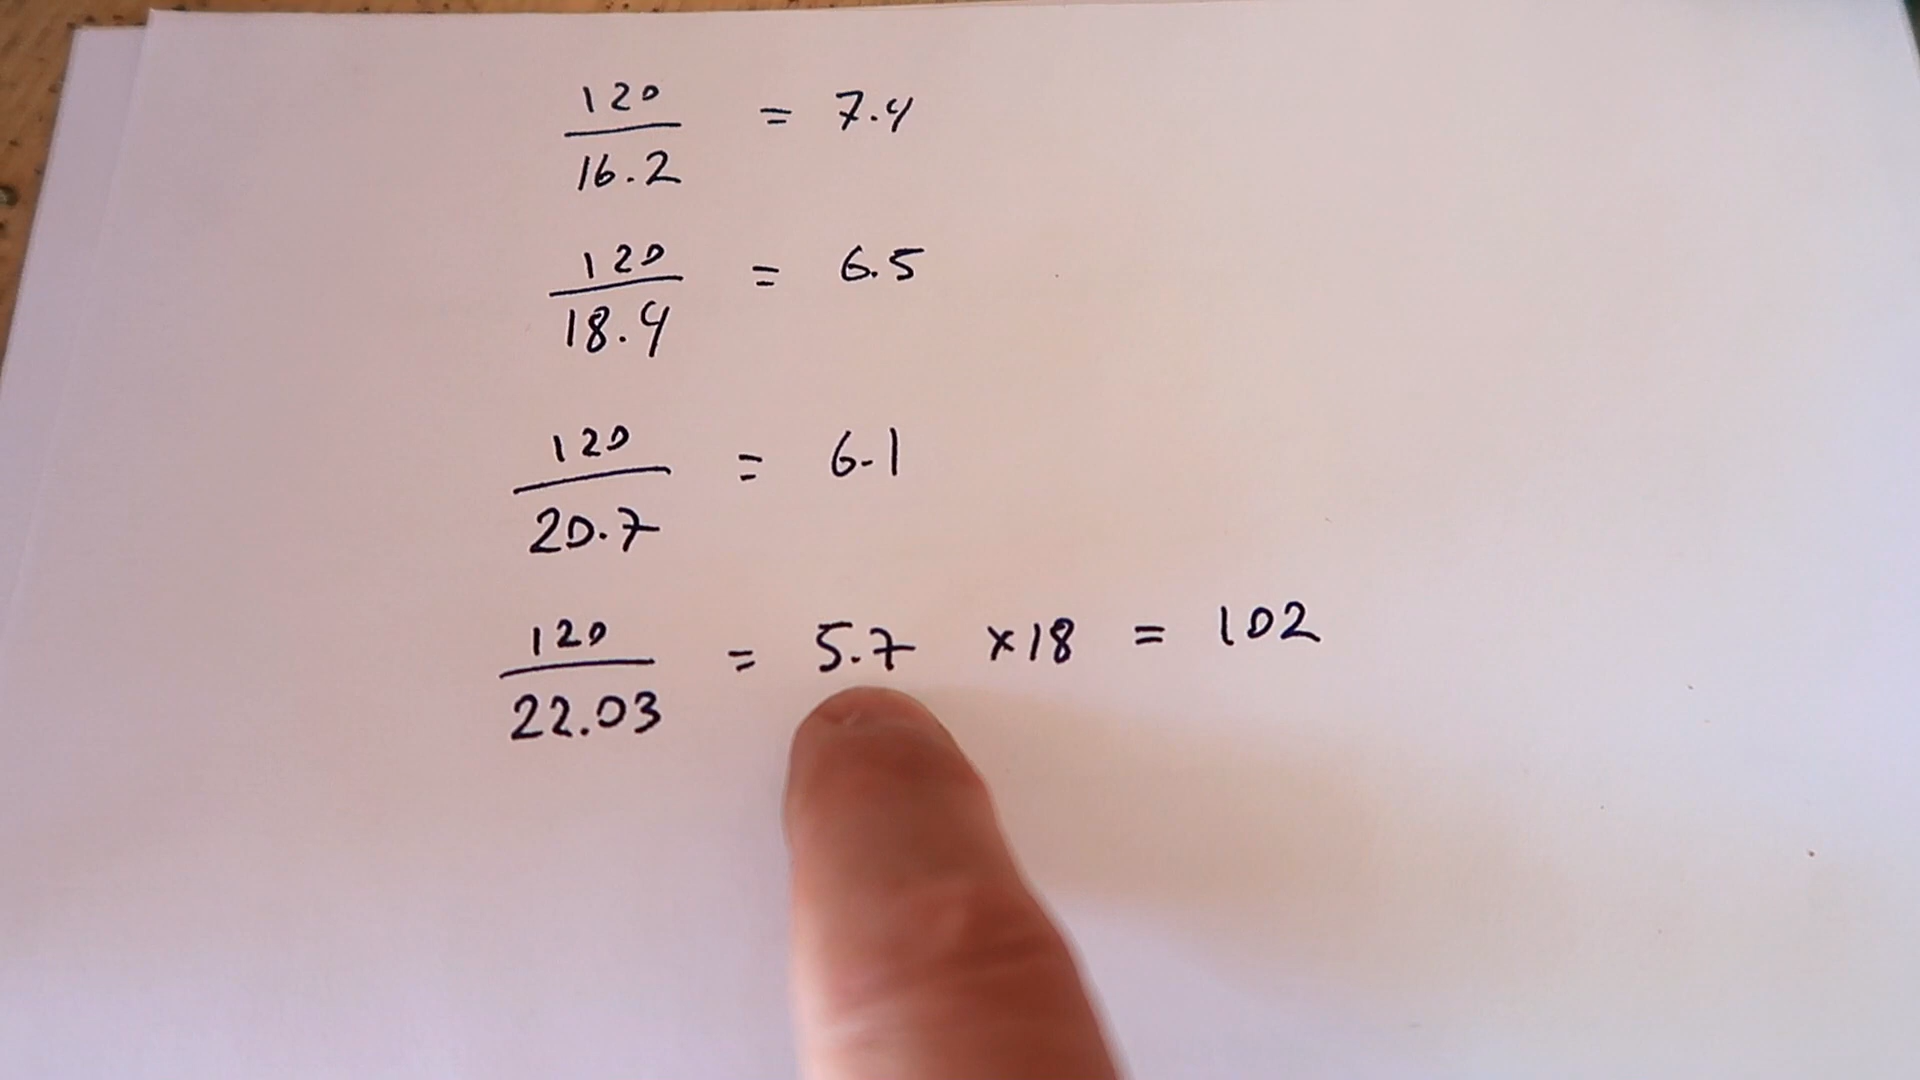 120
—— = 7.4
16.2
120
—— = 6.5
18.4
120
—— = 6.1
20.7
120
—— = 5.7 ×18 = 102
22.03